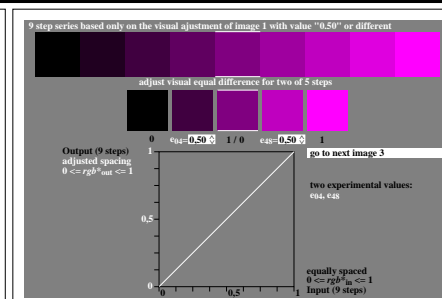 9 step series based only on the visual ajustment of image 1 with value "0.50" or different
adjust visual equal difference for two of 5 steps
0 e04=0,50 1 / 0 e48=0,50 1
Output (9 steps)
adjusted spacing
0 <= rgb*out <= 1
1
go to next image 3
two experimental values:
e04, e48
0,5
equally spaced
0 <= rgb*in <= 1
Input (9 steps)
0
0 0,5 1